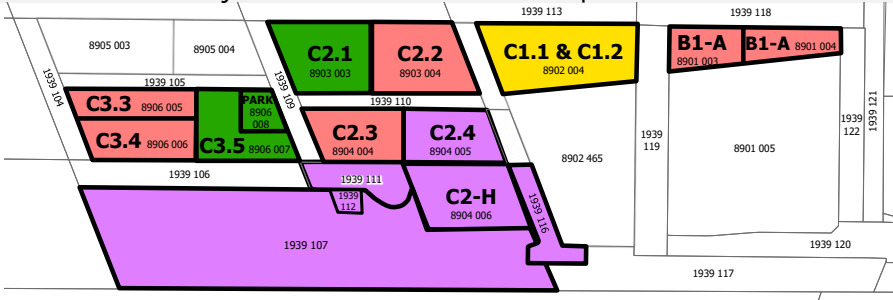 1939 113
1939 118
8905 003
8905 004
C2.1
8903 003
C2.2
8903 004
C1.1 & C1.2
8902 004
B1-A
8901 003
B1-A 8901 004
1939 104
1939 105
1939 109
1939 110
C3.3 8906 005
PARK
8906
008
C3.4 8906 006
C3.5 8906 007
C2.3
8904 004
C2.4
8904 005
8902 465
1939
119
8901 005
1939
122
1939 121
1939 106
1939 111
1939
112
C2-H
8904 006
1939 116
1939 107
1939 120
1939 117